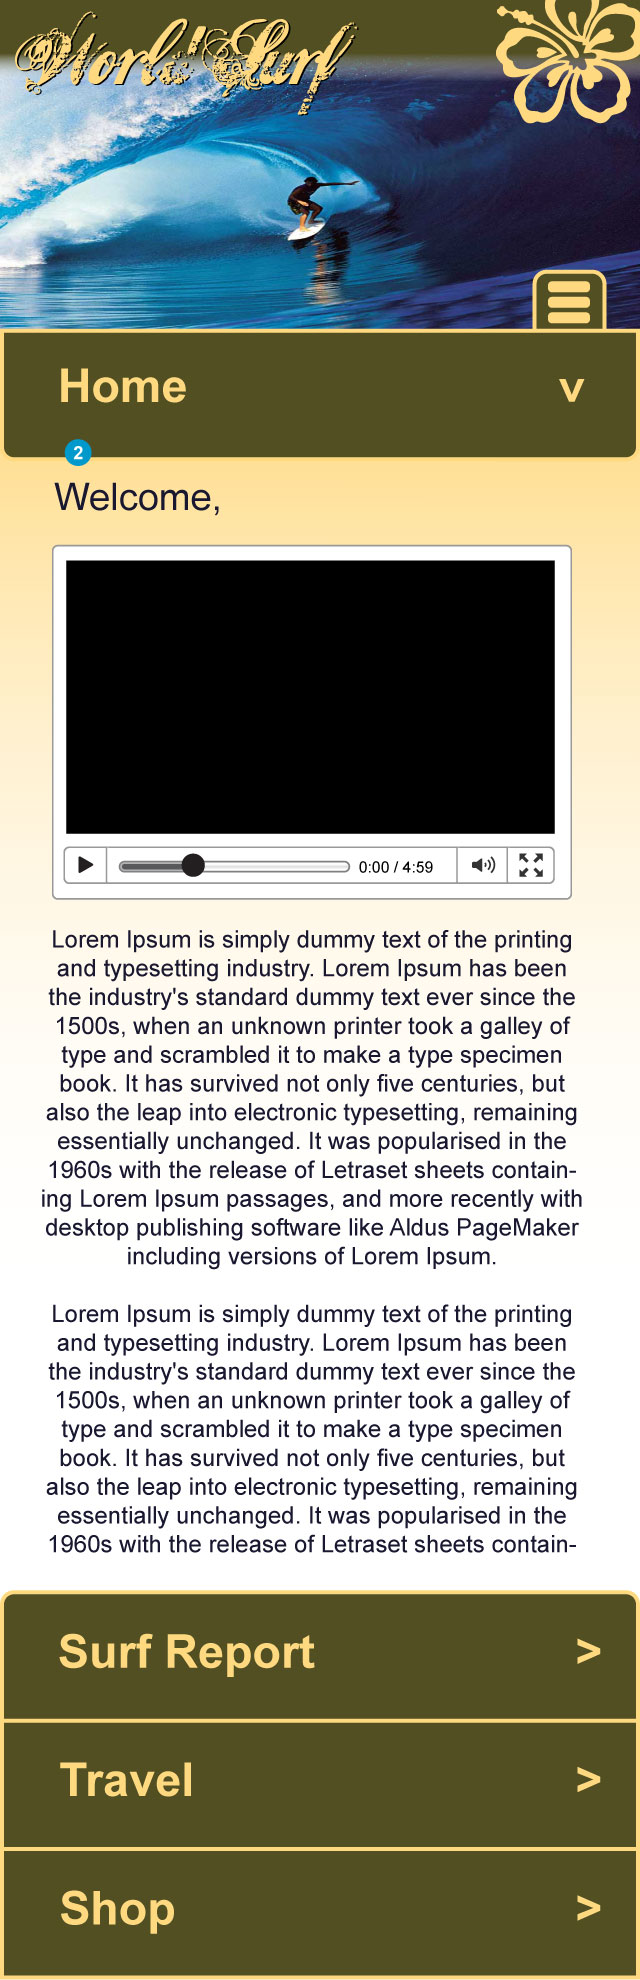 World Surf
Home v
2
Welcome,
0:00 / 4:59
Lorem Ipsum is simply dummy text of the printing
and typesetting industry. Lorem Ipsum has been
the industry's standard dummy text ever since the
1500s, when an unknown printer took a galley of
type and scrambled it to make a type specimen
book. It has survived not only five centuries, but
also the leap into electronic typesetting, remaining
essentially unchanged. It was popularised in the
1960s with the release of Letraset sheets contain-
ing Lorem Ipsum passages, and more recently with
desktop publishing software like Aldus PageMaker
including versions of Lorem Ipsum.
Lorem Ipsum is simply dummy text of the printing
and typesetting industry. Lorem Ipsum has been
the industry's standard dummy text ever since the
1500s, when an unknown printer took a galley of
type and scrambled it to make a type specimen
book. It has survived not only five centuries, but
also the leap into electronic typesetting, remaining
essentially unchanged. It was popularised in the
1960s with the release of Letraset sheets contain-
Surf Report >
Travel >
Shop >